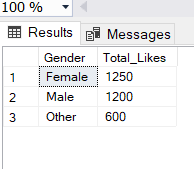 100 %
Results Messages
Gender Total_Likes
1 Female 1250
2 Male 1200
3 Other 600